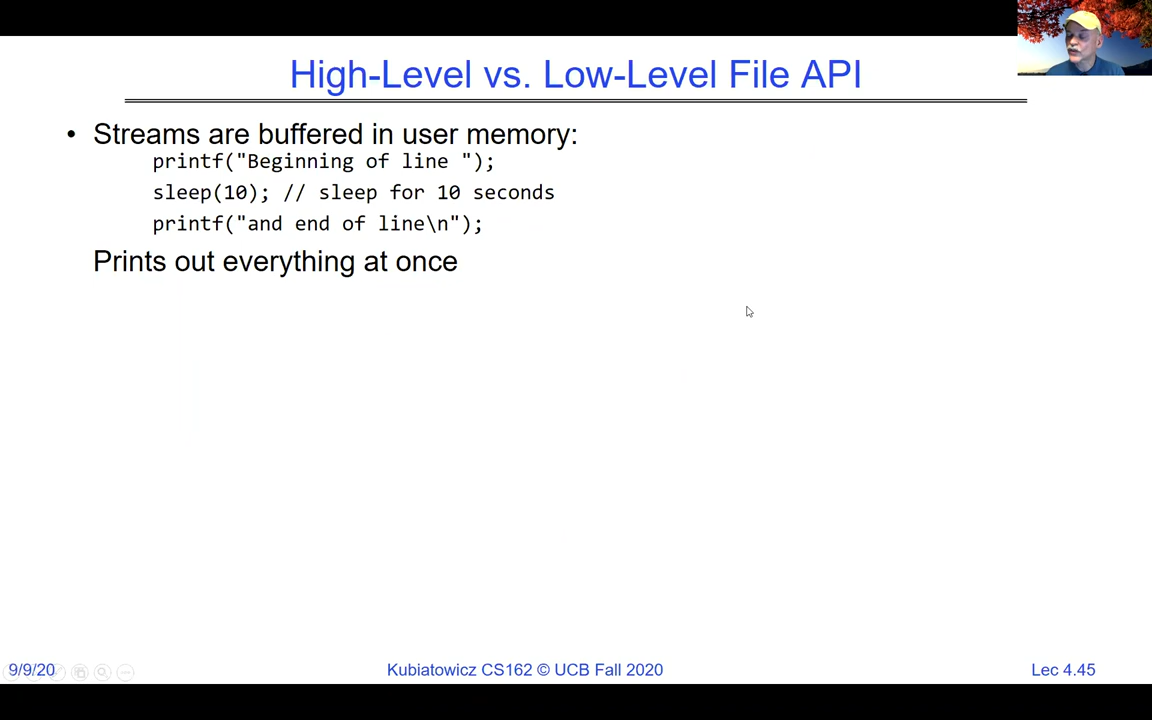 High-Level vs. Low-Level File API
• Streams are buffered in user memory:
printf("Beginning of line ");
sleep(10); // sleep for 10 seconds
printf("and end of line\n");
Prints out everything at once
9/9/20
Kubiatowicz CS162 © UCB Fall 2020
Lec 4.45